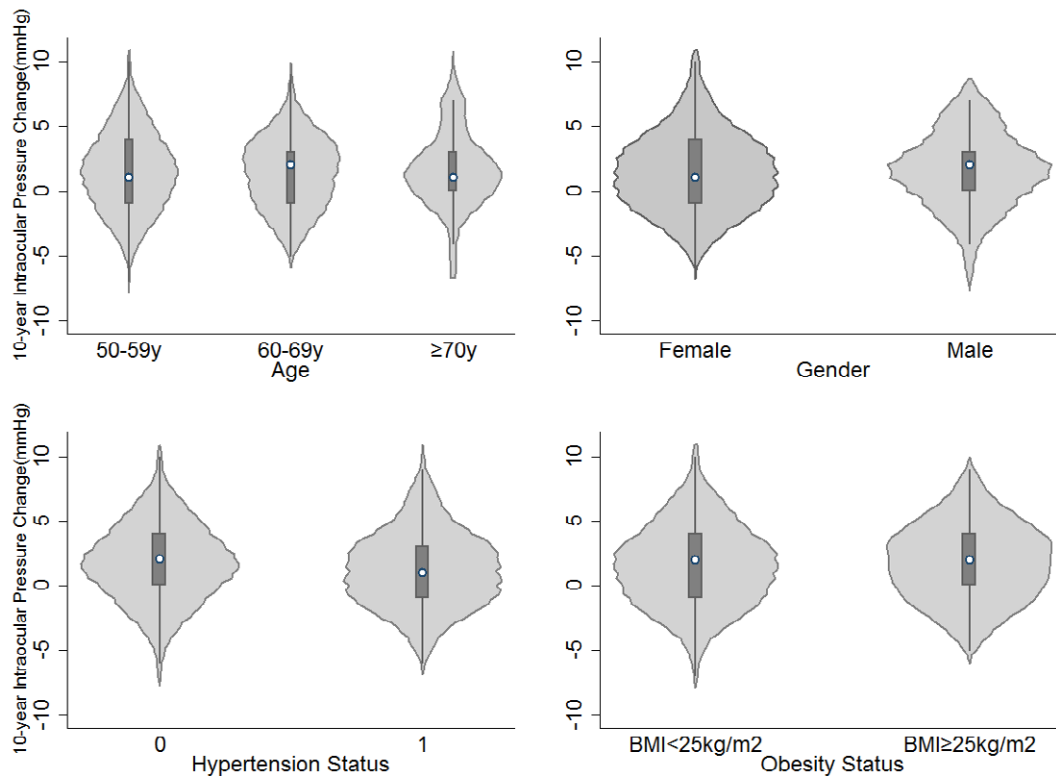 10-year Intraocular Pressure Change(mmHg)
10
5
0
-5
-10
50-59y
60-69y
≥70y
Age
10
5
0
-5
-10
Female
Male
Gender
10-year Intraocular Pressure Change(mmHg)
10
5
0
-5
-10
0
1
Hypertension Status
10
5
0
-5
-10
BMI<25kg/m2
BMI≥25kg/m2
Obesity Status